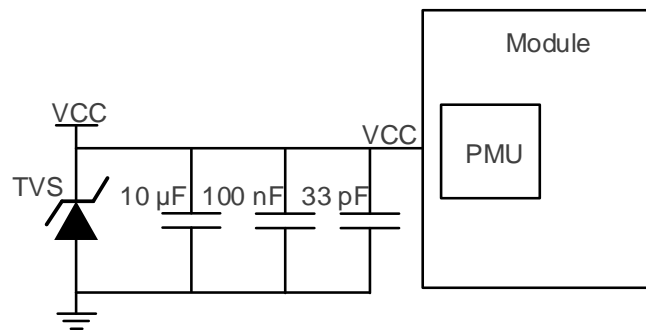 Module
VCC
VCC
PMU
TVS
10 µF
100 nF
33 pF